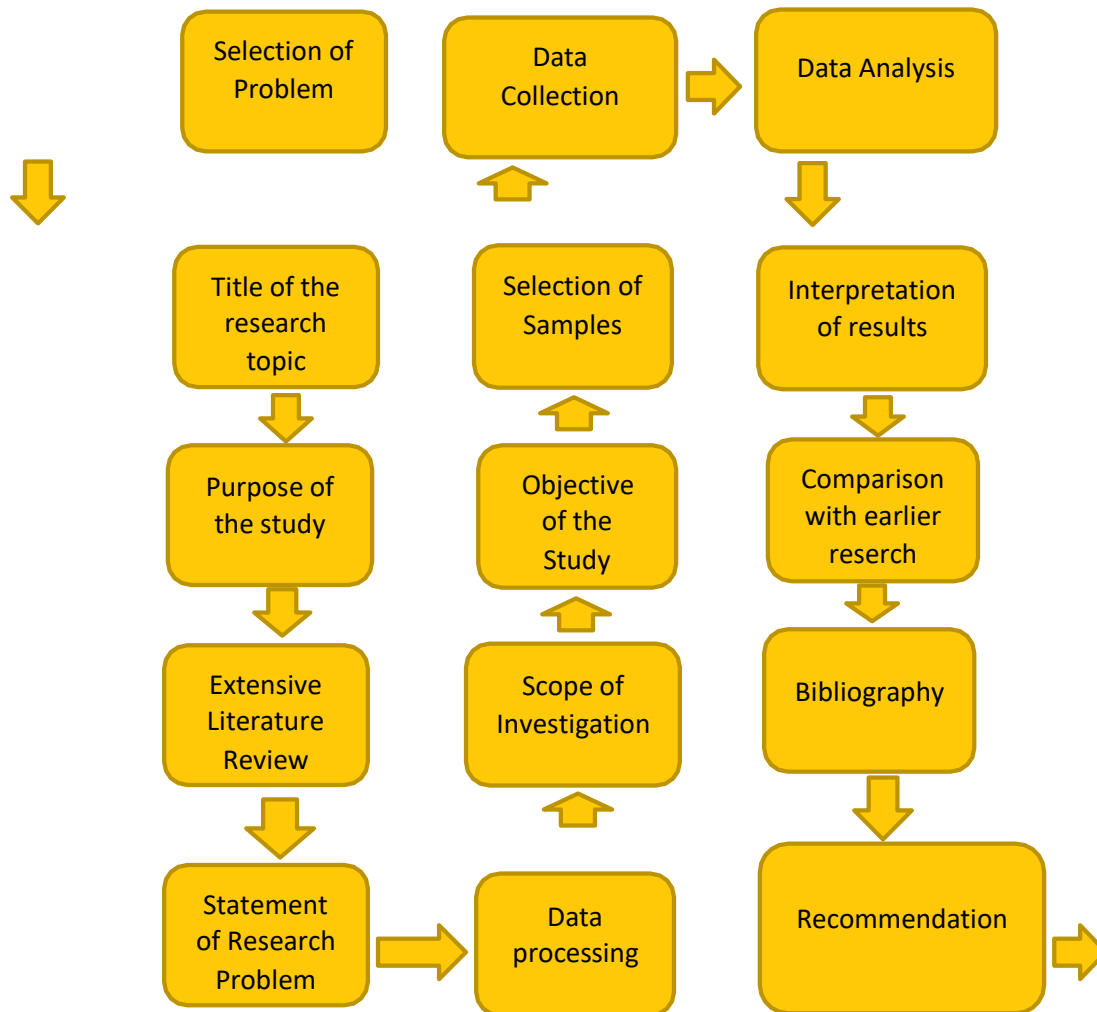 Selection of
Problem
Title of the
research
topic
Purpose of
the study
Extensive
Literature
Review
Statement
of Research
Problem
Data
processing
Scope of
Investigation
Objective
of the
Study
Selection of
Samples
Data
Collection
Data Analysis
Interpretation
of results
Comparison
with earlier
reserch
Bibliography
Recommendation